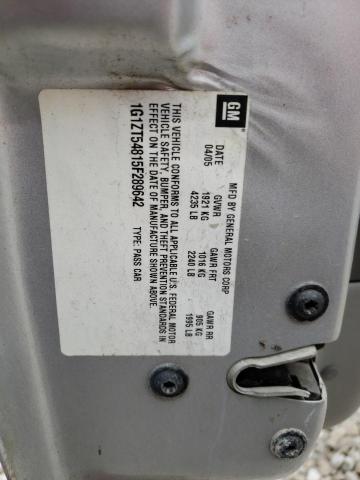 GM
MFD BY GENERAL MOTORS CORP
DATE GVWR GAWR FRT GAWR RR
04/05 1921 KG 1016 KG 905 KG
4235 LB 2240 LB 1995 LB
THIS VEHICLE CONFORMS TO ALL APPLICABLE U.S. FEDERAL MOTOR
VEHICLE SAFETY, BUMPER, AND THEFT PREVENTION STANDARDS IN
EFFECT ON THE DATE OF MANUFACTURE SHOWN ABOVE.
1G1ZT54815F289642 TYPE: PASS CAR